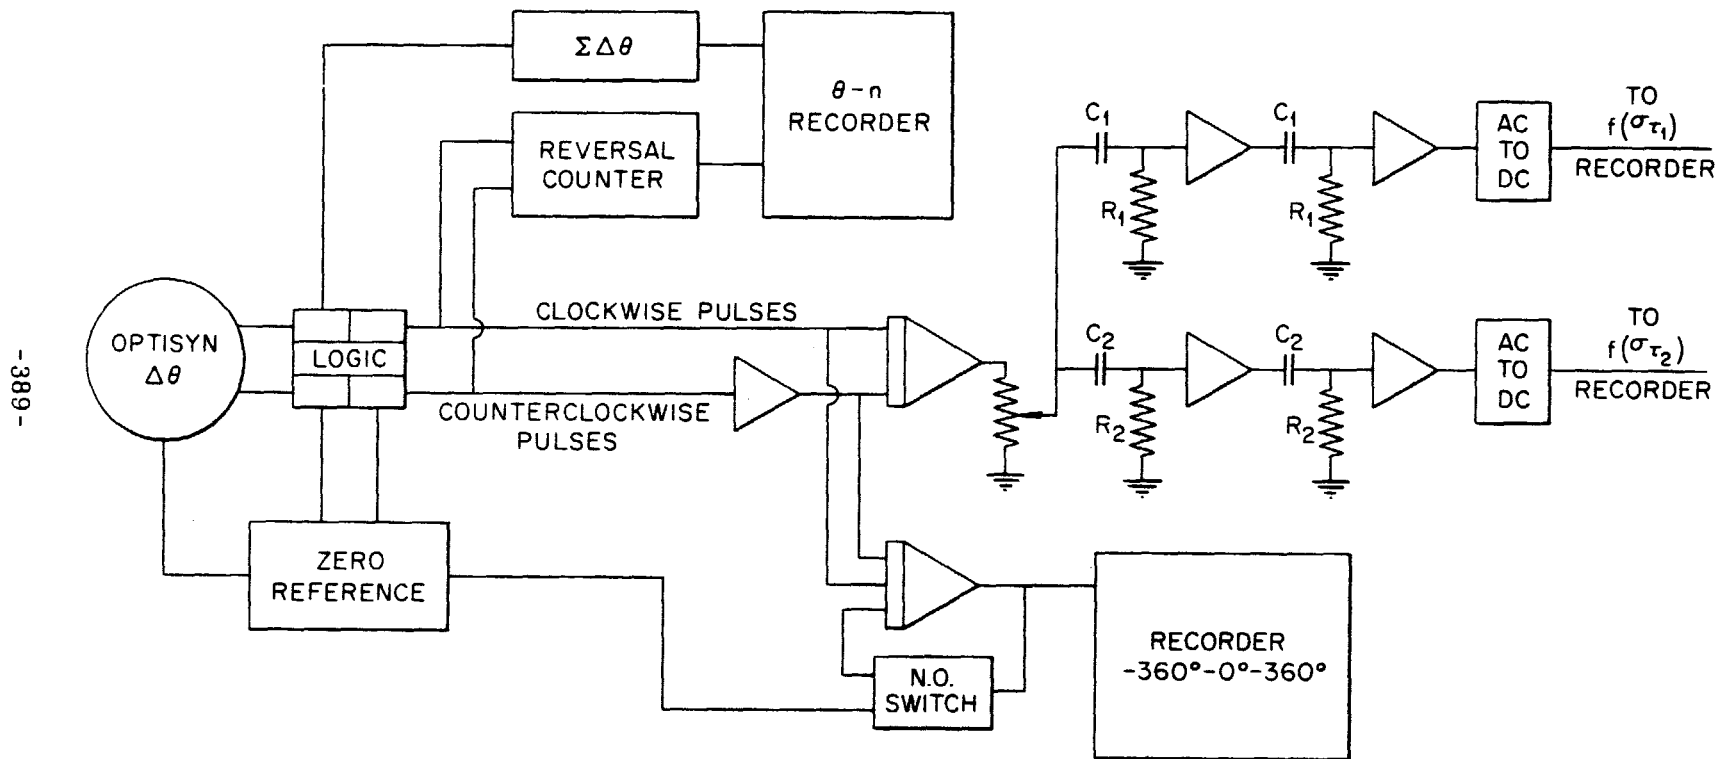 ΣΔθ
θ-n
RECORDER
REVERSAL
COUNTER
C₁
C₁
R₁
R₁
AC
TO
DC
TO
f(στ₁)
RECORDER
OPTISYN
Δθ
LOGIC
CLOCKWISE PULSES
COUNTERCLOCKWISE
PULSES
C₂
C₂
R₂
R₂
AC
TO
DC
TO
f(στ₂)
RECORDER
ZERO
REFERENCE
N.O.
SWITCH
RECORDER
-360°-0°-360°
-389-